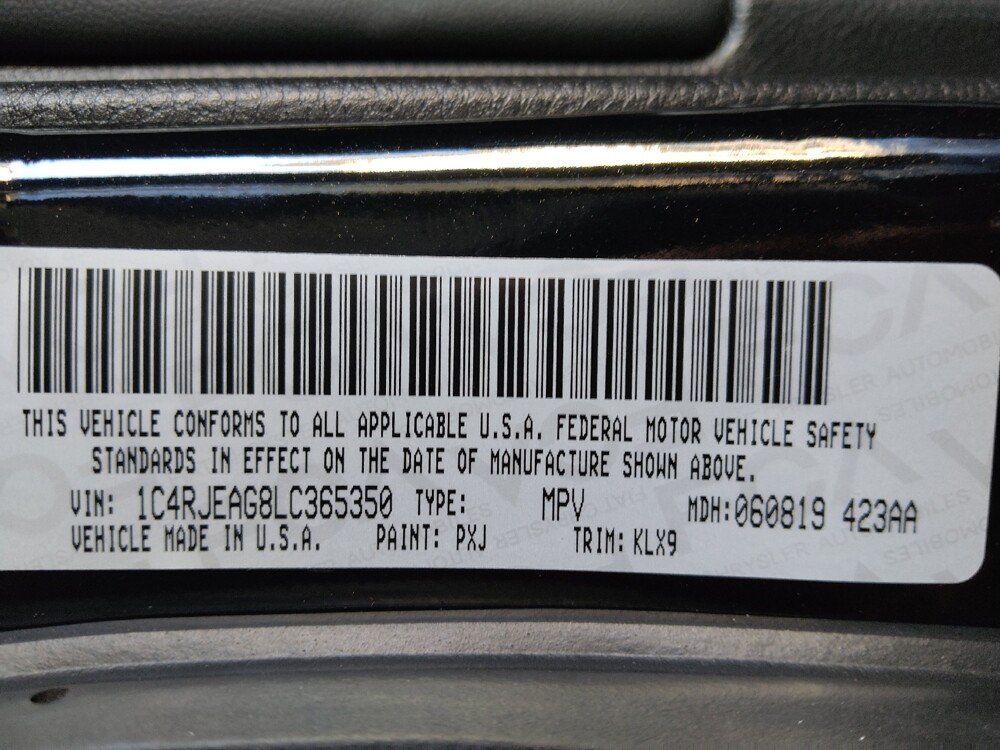 THIS VEHICLE CONFORMS TO ALL APPLICABLE U.S.A. FEDERAL MOTOR VEHICLE SAFETY
STANDARDS IN EFFECT ON THE DATE OF MANUFACTURE SHOWN ABOVE.
VIN: 1C4RJEAG8LC365350 TYPE: MPV MDH:060819 423AA
VEHICLE MADE IN U.S.A. PAINT: PXJ TRIM: KLX9